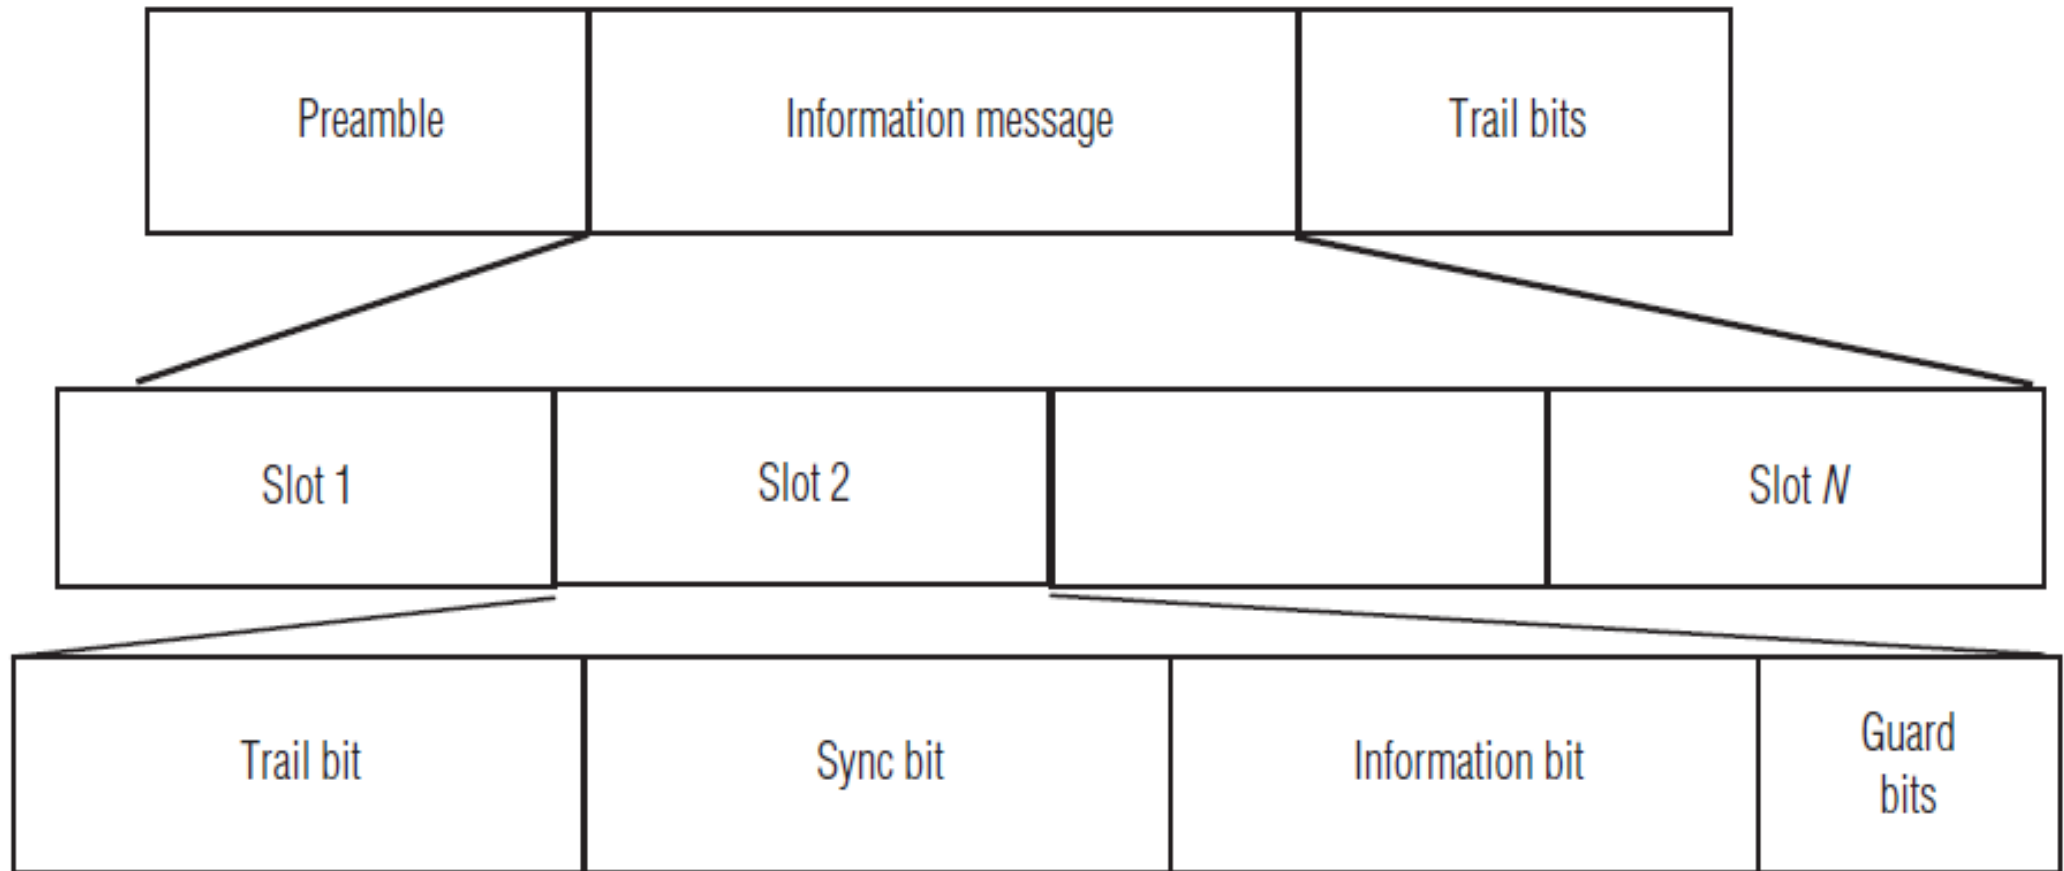 Preamble
Information message
Trail bits
Slot 1
Slot 2
Slot N
Trail bit
Sync bit
Information bit
Guard
bits